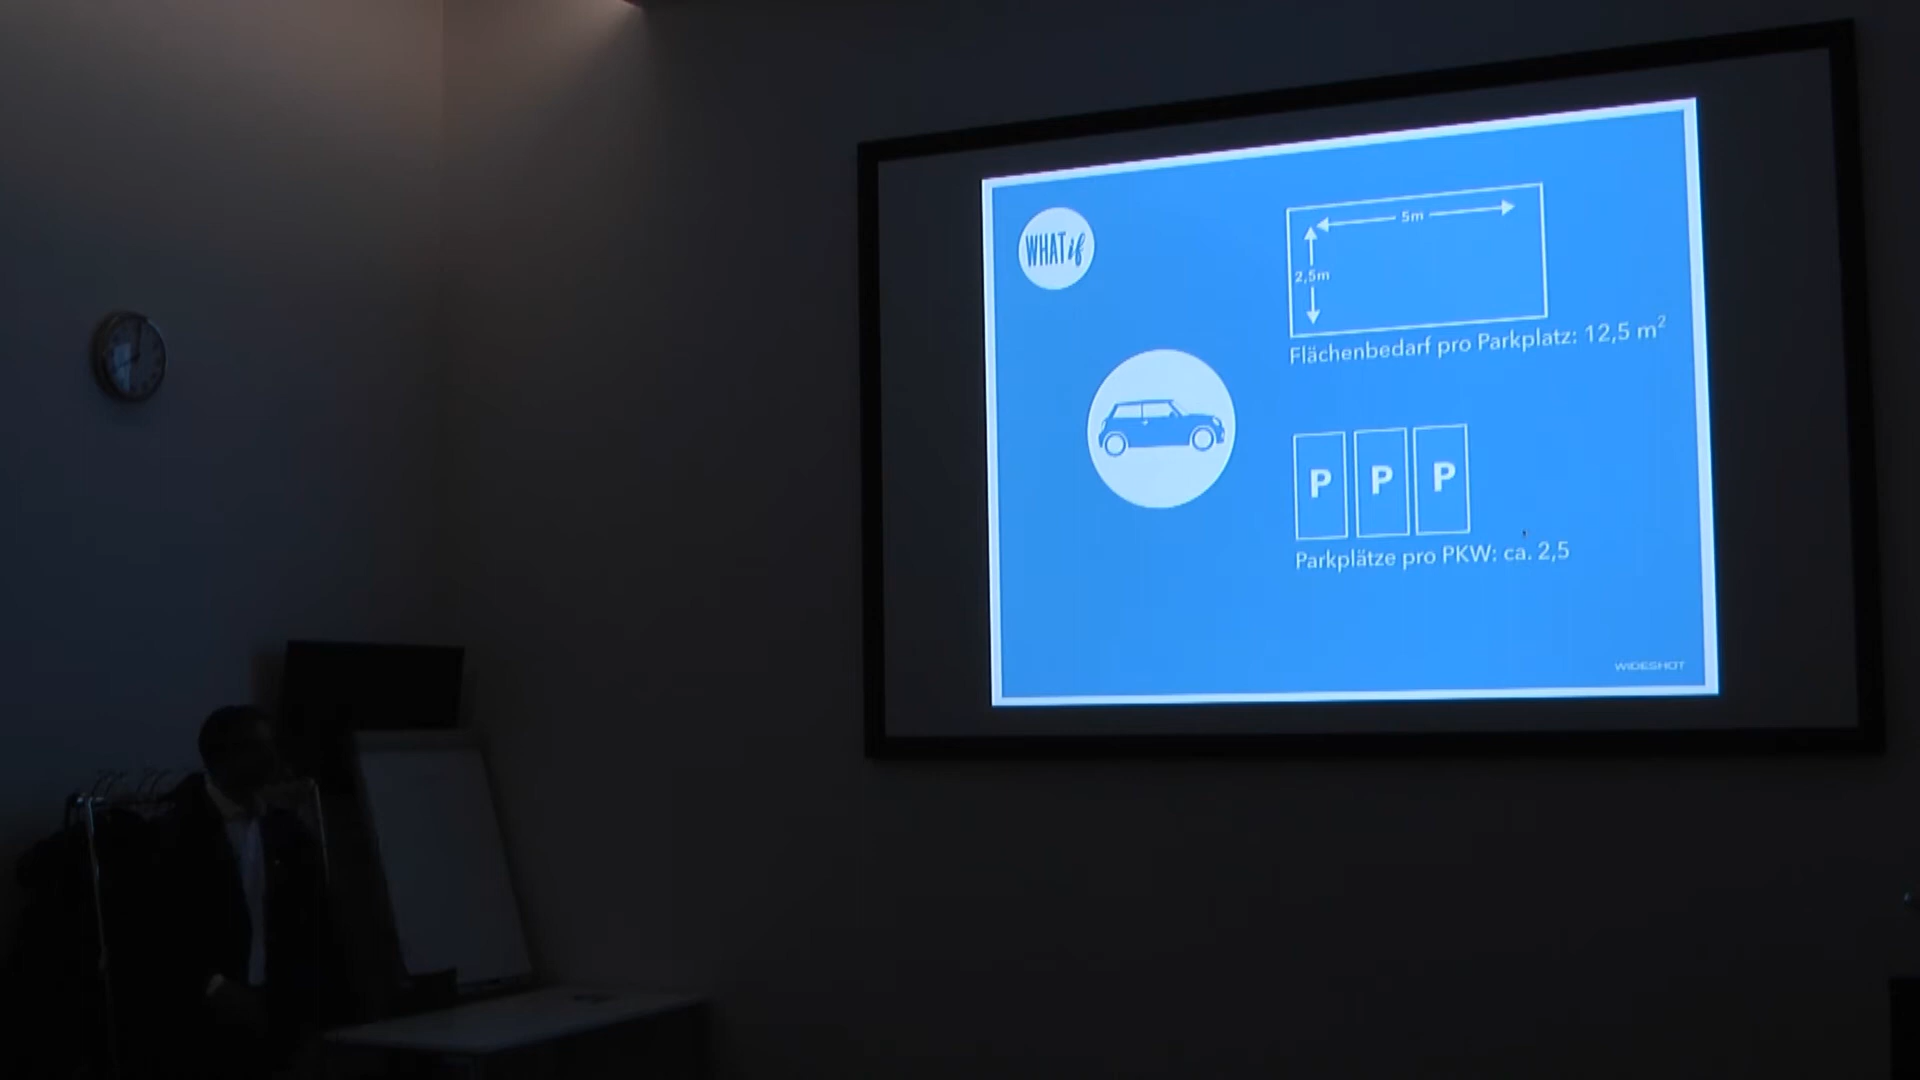 WHAT if
5m
2,5m
Flächenbedarf pro Parkplatz: 12,5 m²
P P P
Parkplätze pro PKW: ca. 2,5
WIDESHOT